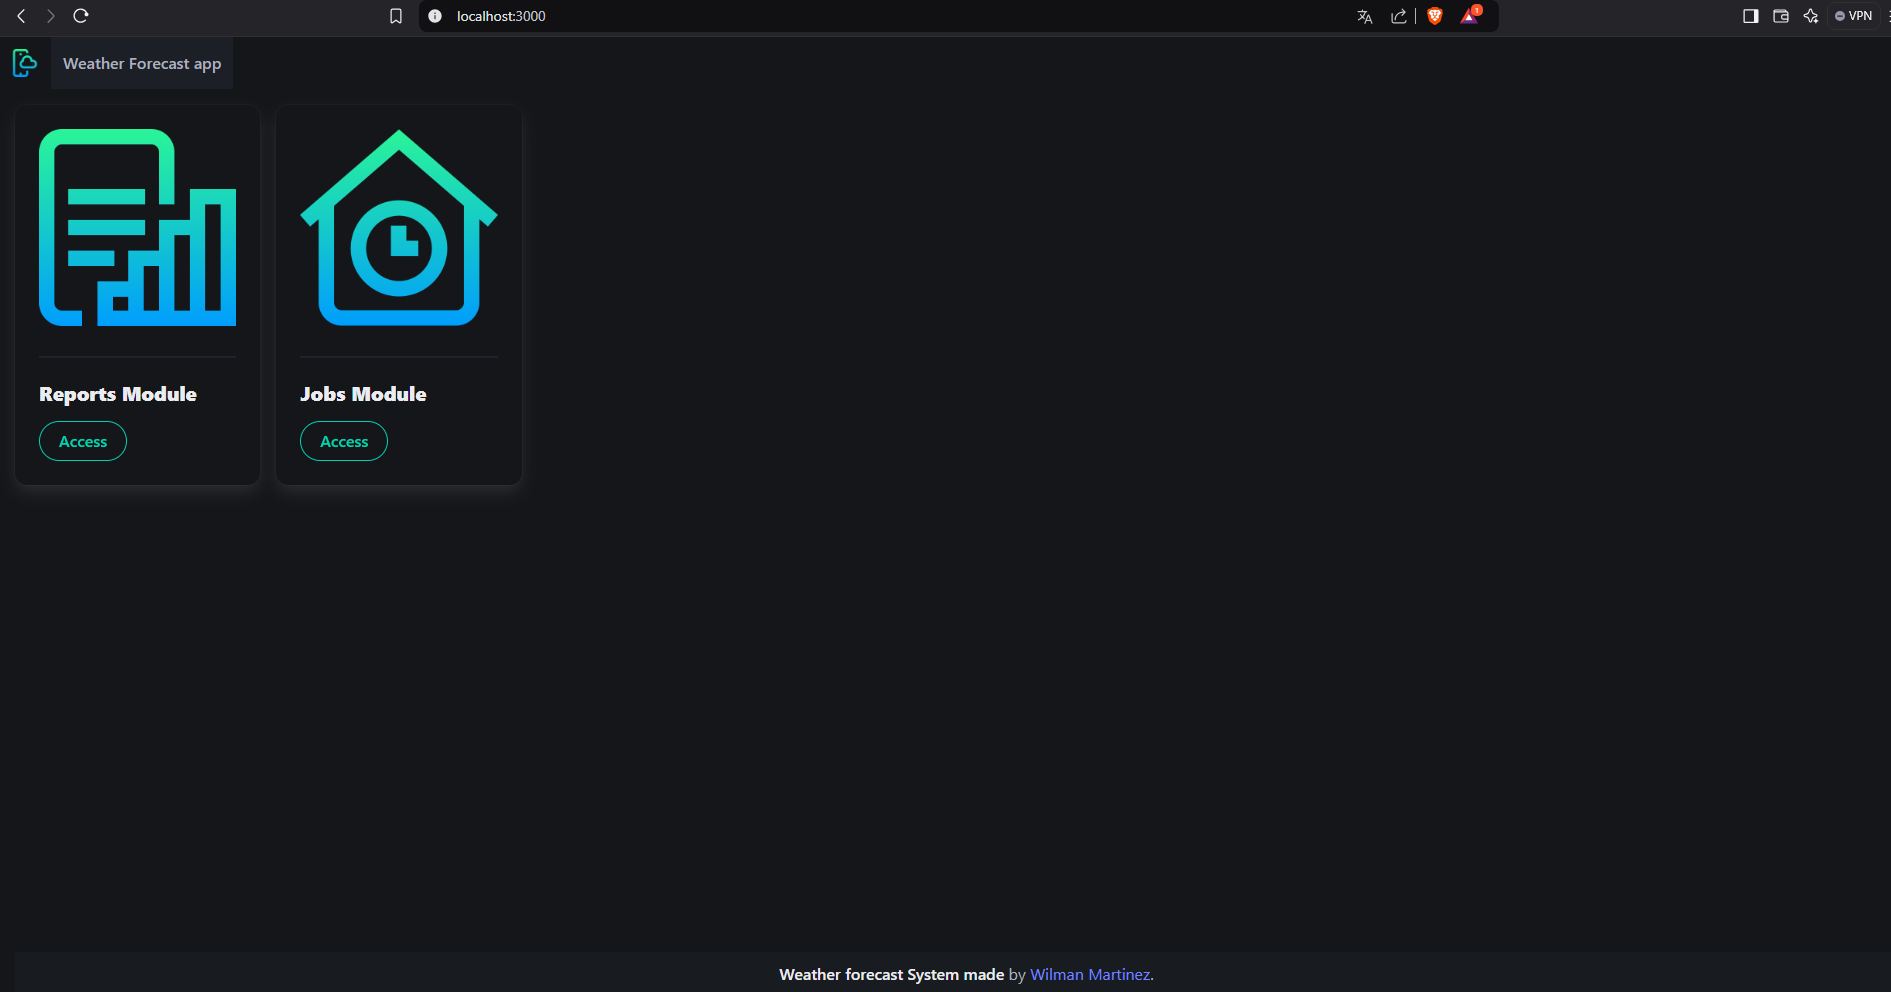 localhost:3000
1
VPN
Weather Forecast app
Reports Module
Access
Jobs Module
Access
Weather forecast System made by Wilman Martinez.